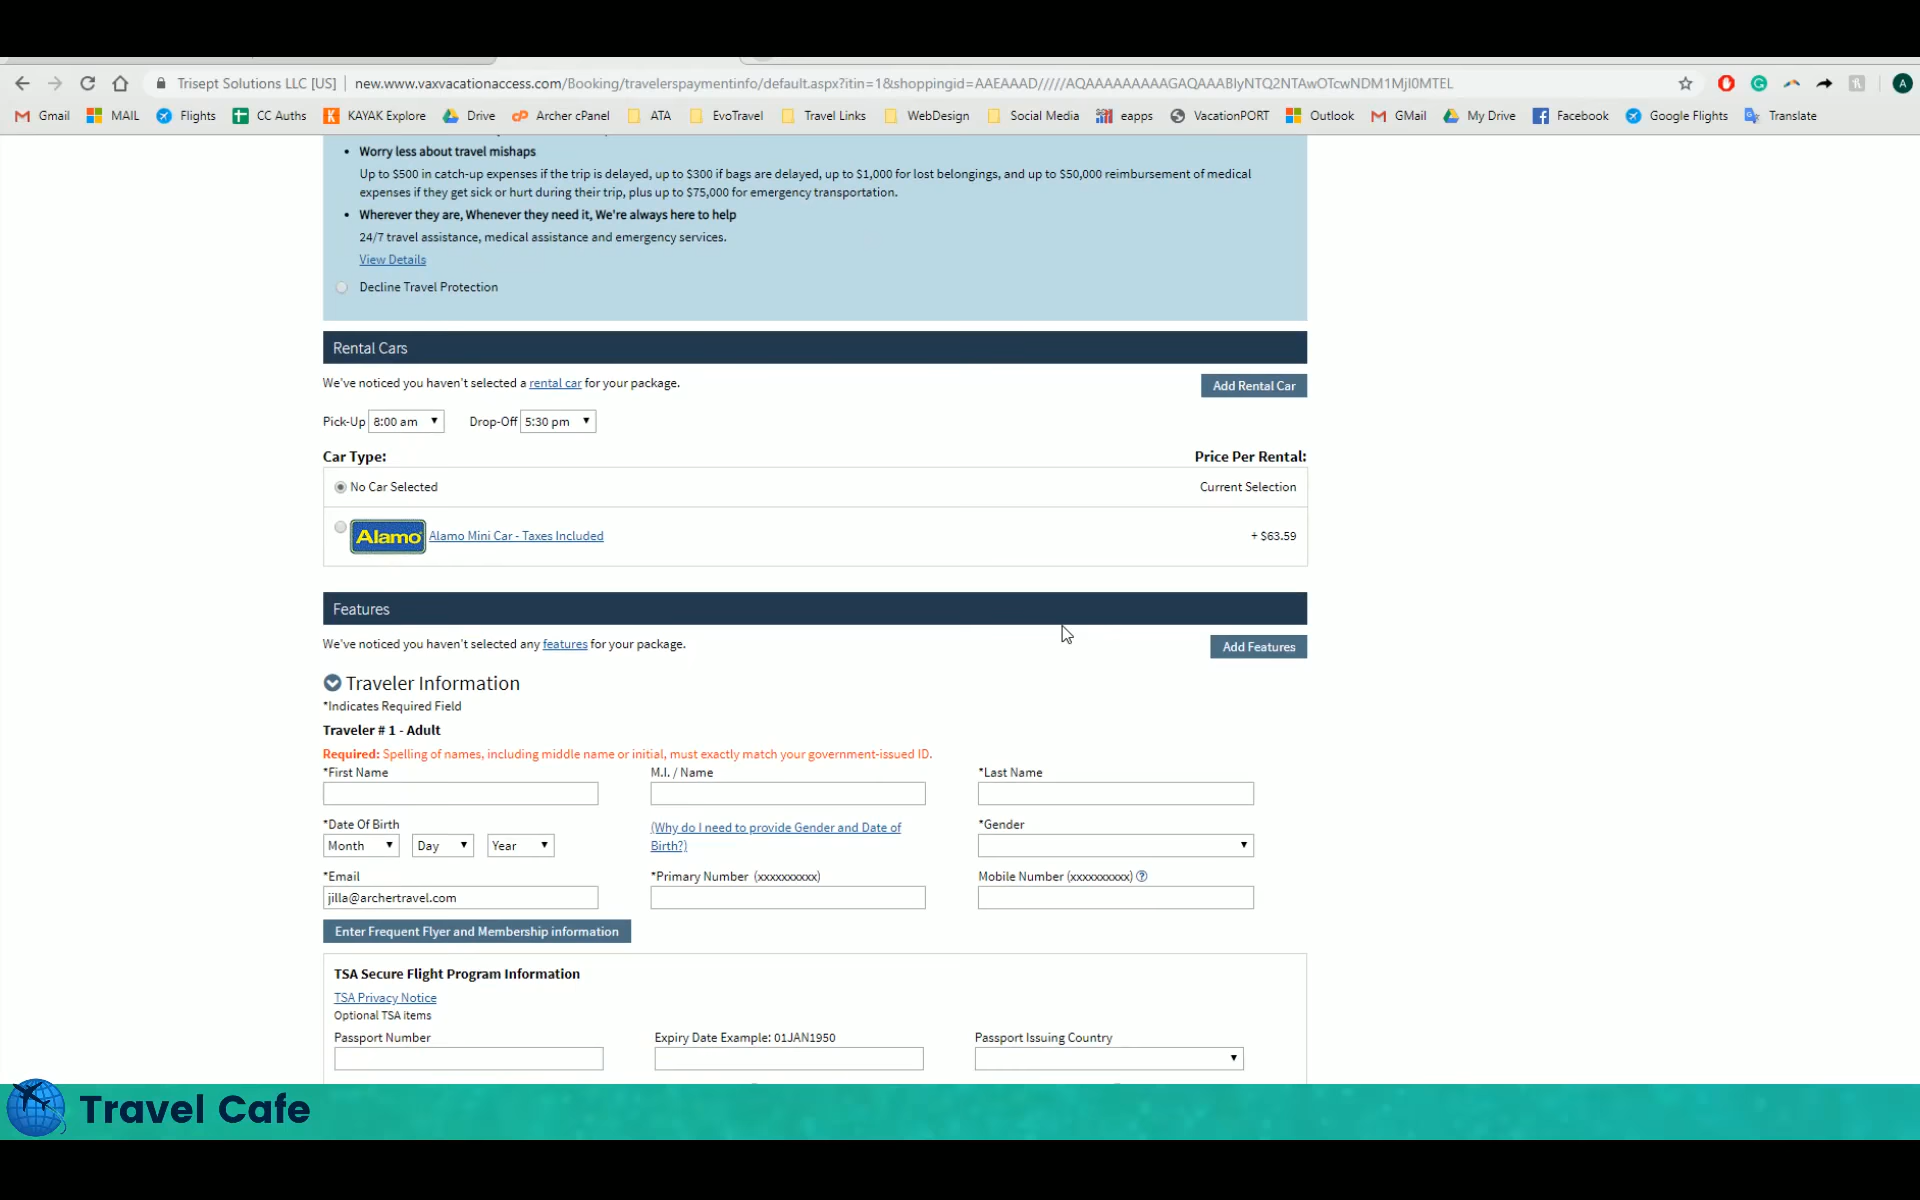 Trisept Solutions LLC [US] | new.www.vaxvacationaccess.com/Booking/travelerspaymentinfo/default.aspx?itin=1&shoppingid=AAEAAAD/////AQAAAAAAAAAGAQAAABIyNTQ2NTAwOTcwNDM1MjI0MTEL
A
Gmail MAIL Flights CC Auths KAYAK Explore Drive Archer cPanel ATA EvoTravel Travel Links WebDesign Social Media eapps VacationPORT Outlook GMail My Drive Facebook Google Flights Translate
• Worry less about travel mishaps
Up to $500 in catch-up expenses if the trip is delayed, up to $300 if bags are delayed, up to $1,000 for lost belongings, and up to $50,000 reimbursement of medical
expenses if they get sick or hurt during their trip, plus up to $75,000 for emergency transportation.
• Wherever they are, Whenever they need it, We're always here to help
24/7 travel assistance, medical assistance and emergency services.
View Details
Decline Travel Protection
Rental Cars
We've noticed you haven't selected a rental car for your package.
Add Rental Car
Pick-Up 8:00 am Drop-Off 5:30 pm
Car Type: Price Per Rental:
No Car Selected Current Selection
Alamo Alamo Mini Car - Taxes Included + $63.59
Features
We've noticed you haven't selected any features for your package.
Add Features
Traveler Information
*Indicates Required Field
Traveler # 1 - Adult
Required: Spelling of names, including middle name or initial, must exactly match your government-issued ID.
*First Name M.I. / Name *Last Name
*Date Of Birth (Why do I need to provide Gender and Date of *Gender
Month Day Year Birth?)
*Email *Primary Number (xxxxxxxxxx) Mobile Number (xxxxxxxxxx) ?
jilla@archertravel.com
Enter Frequent Flyer and Membership information
TSA Secure Flight Program Information
TSA Privacy Notice
Optional TSA items
Passport Number Expiry Date Example: 01JAN1950 Passport Issuing Country
Travel Cafe